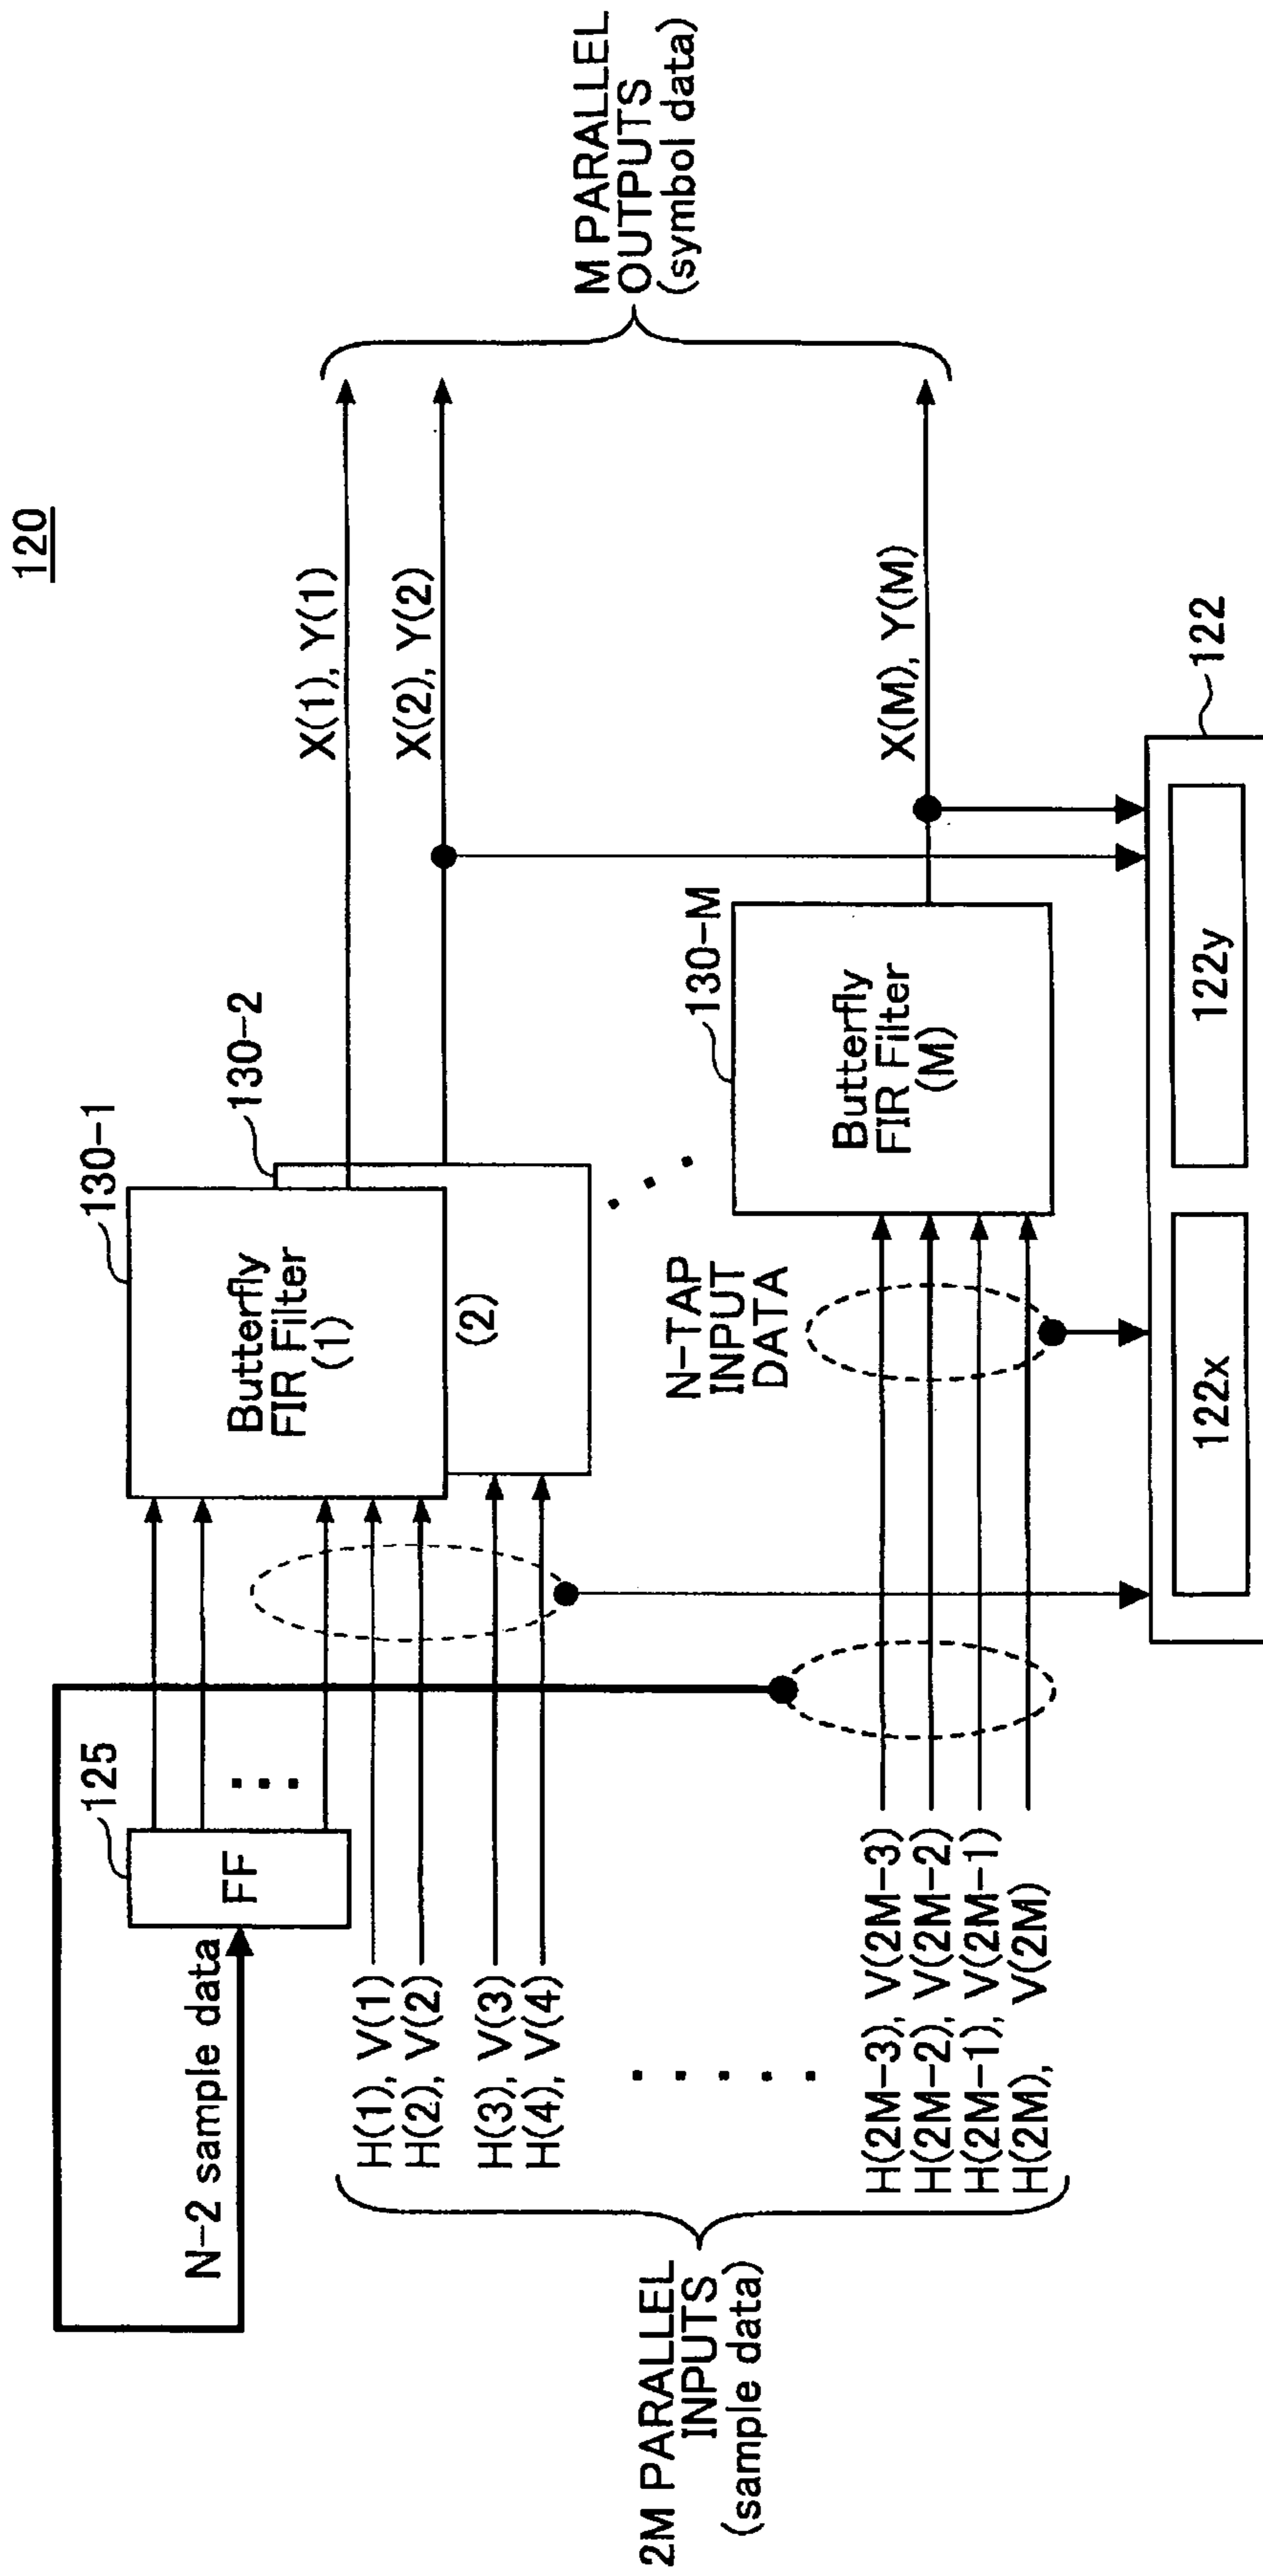 120
130-1
130-2
125
FF
N-2 sample data
Butterfly
FIR Filter
(1)
(2)
H(1), V(1)
H(2), V(2)
H(3), V(3)
H(4), V(4)
H(2M-3), V(2M-3)
H(2M-2), V(2M-2)
H(2M-1), V(2M-1)
H(2M), V(2M)
2M PARALLEL
INPUTS
(sample data)
N-TAP
INPUT
DATA
130-M
Butterfly
FIR Filter
(M)
X(1), Y(1)
X(2), Y(2)
X(M), Y(M)
M PARALLEL
OUTPUTS
(symbol data)
122
122x
122y